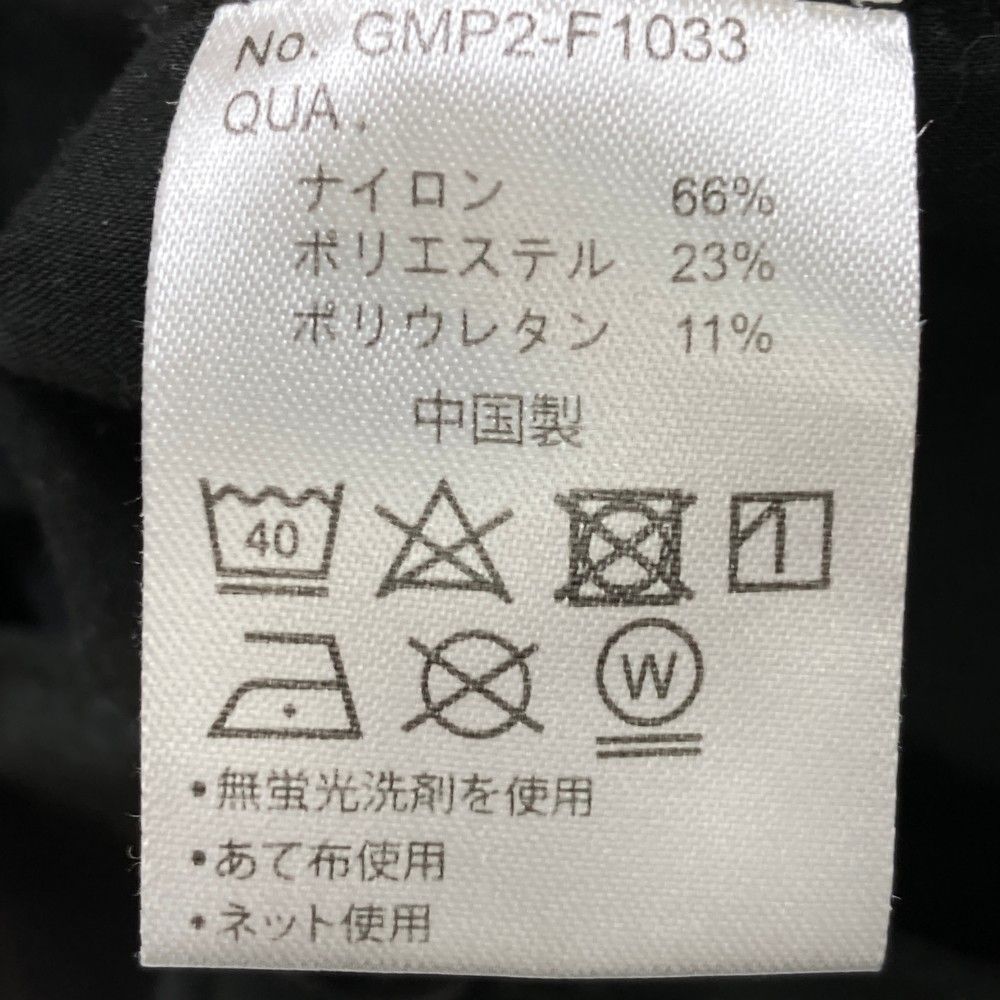 No. GMP2-F1033
QUA.
ナイロン 66%
ポリエステル 23%
ポリウレタン 11%
中国製
40
W
・無蛍光洗剤を使用
・あて布使用
・ネット使用